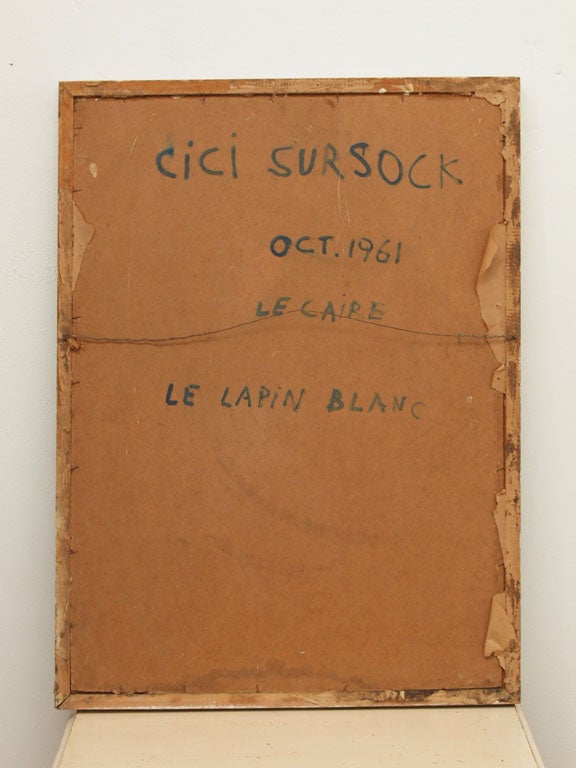 CiCi SURSOCK
OCT. 1961
LE CAIRE
LE LAPiN BLANC